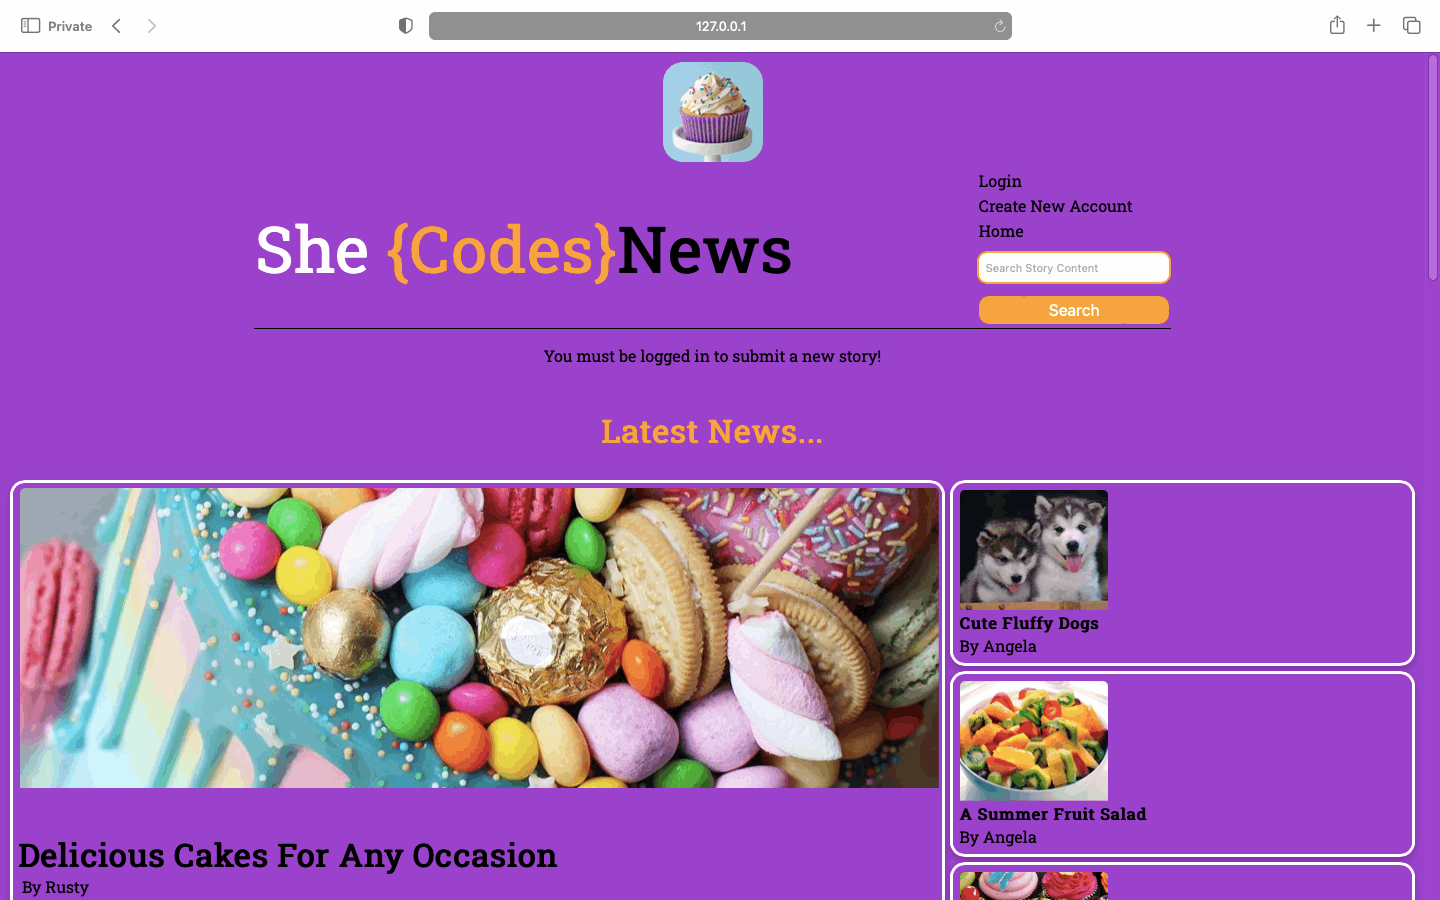 Private
127.0.0.1
Login
Create New Account
Home
She {Codes}News
Search Story Content
Search
You must be logged in to submit a new story!
Latest News...
Delicious Cakes For Any Occasion
By Rusty
Cute Fluffy Dogs
By Angela
A Summer Fruit Salad
By Angela